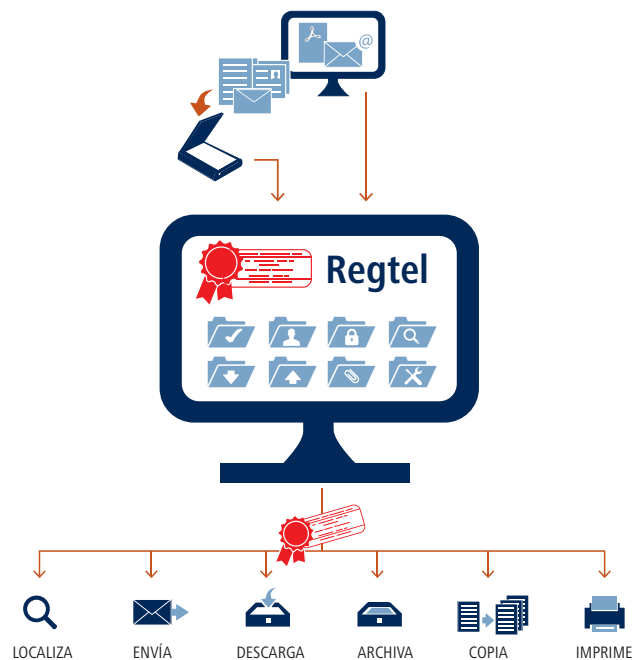 @
Regtel
LOCALIZA
ENVÍA
DESCARGA
ARCHIVA
COPIA
IMPRIME